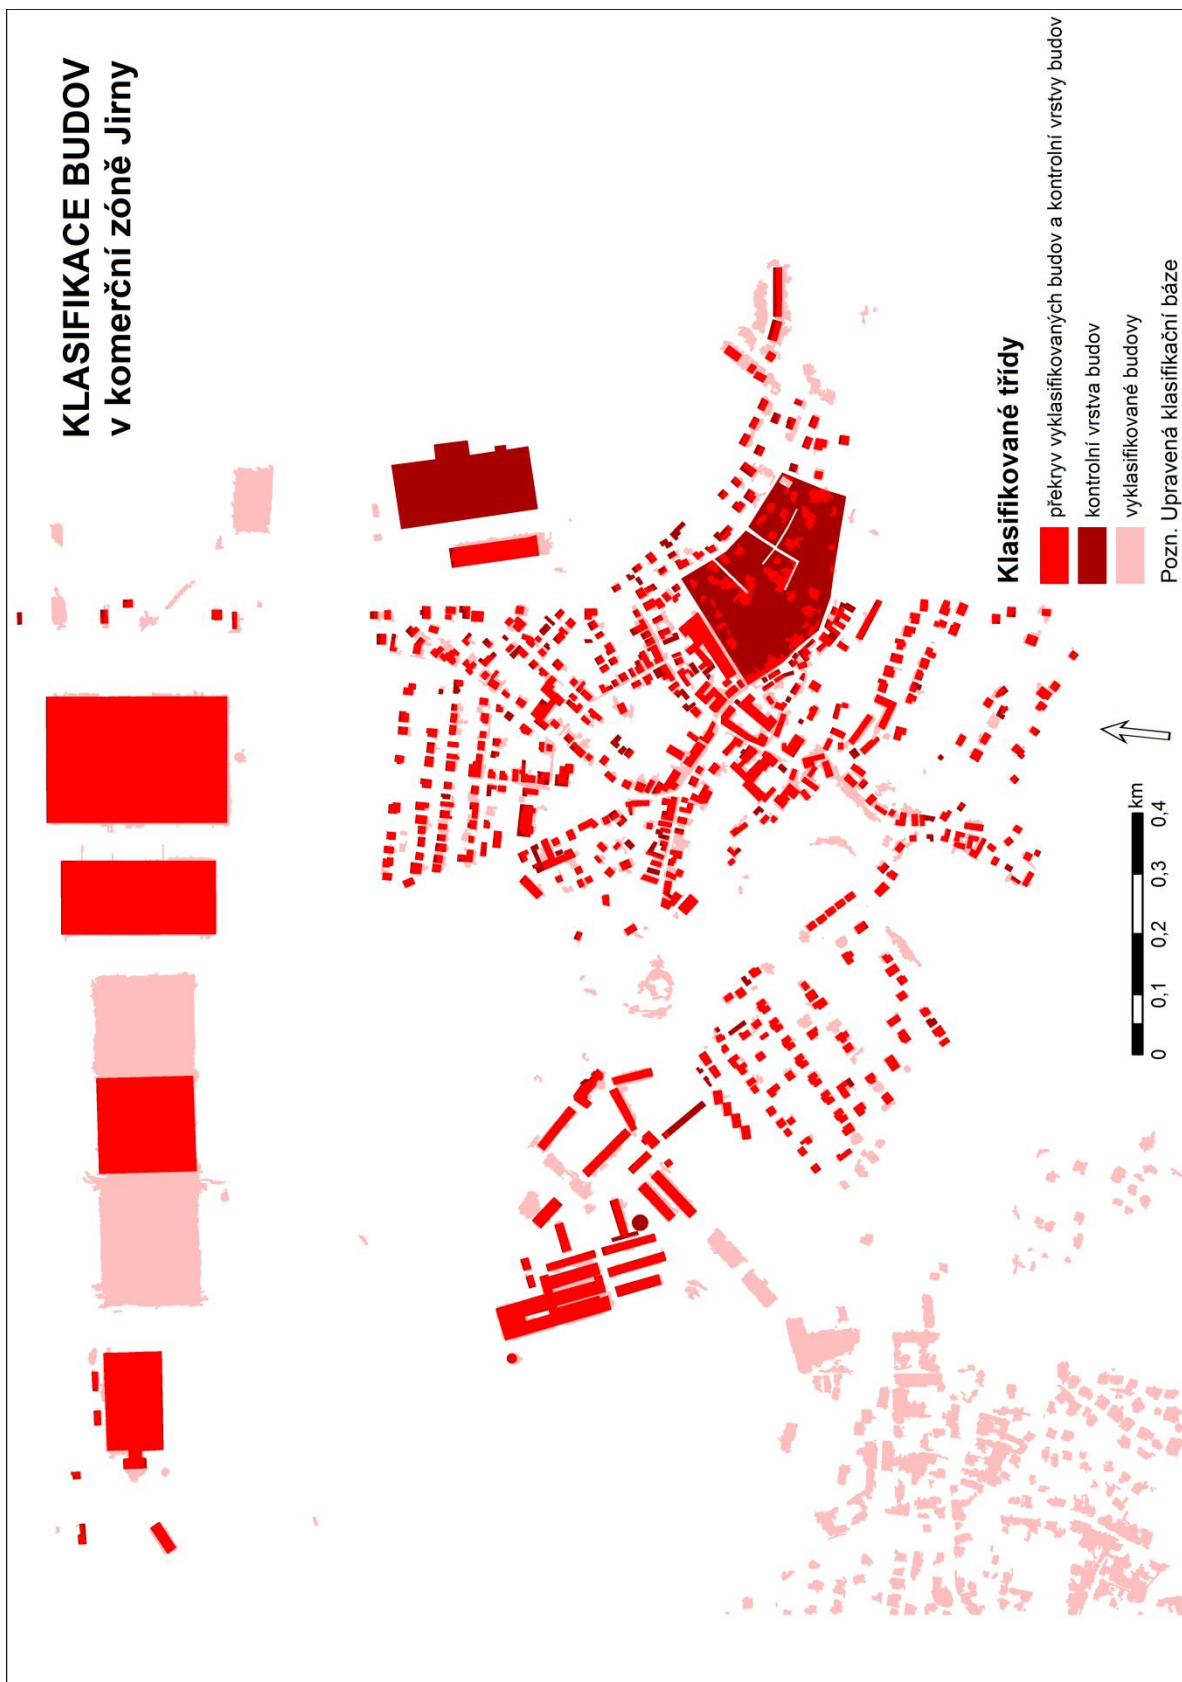 KLASIFIKACE BUDOV
v komerční zóně Jirny
Klasifikované třídy
překryv vyklasifikovaných budov a kontrolní vrstvy budov
kontrolní vrstva budov
vyklasifikované budovy
Pozn. Upravená klasifikační báze
0 0,1 0,2 0,3 0,4
km